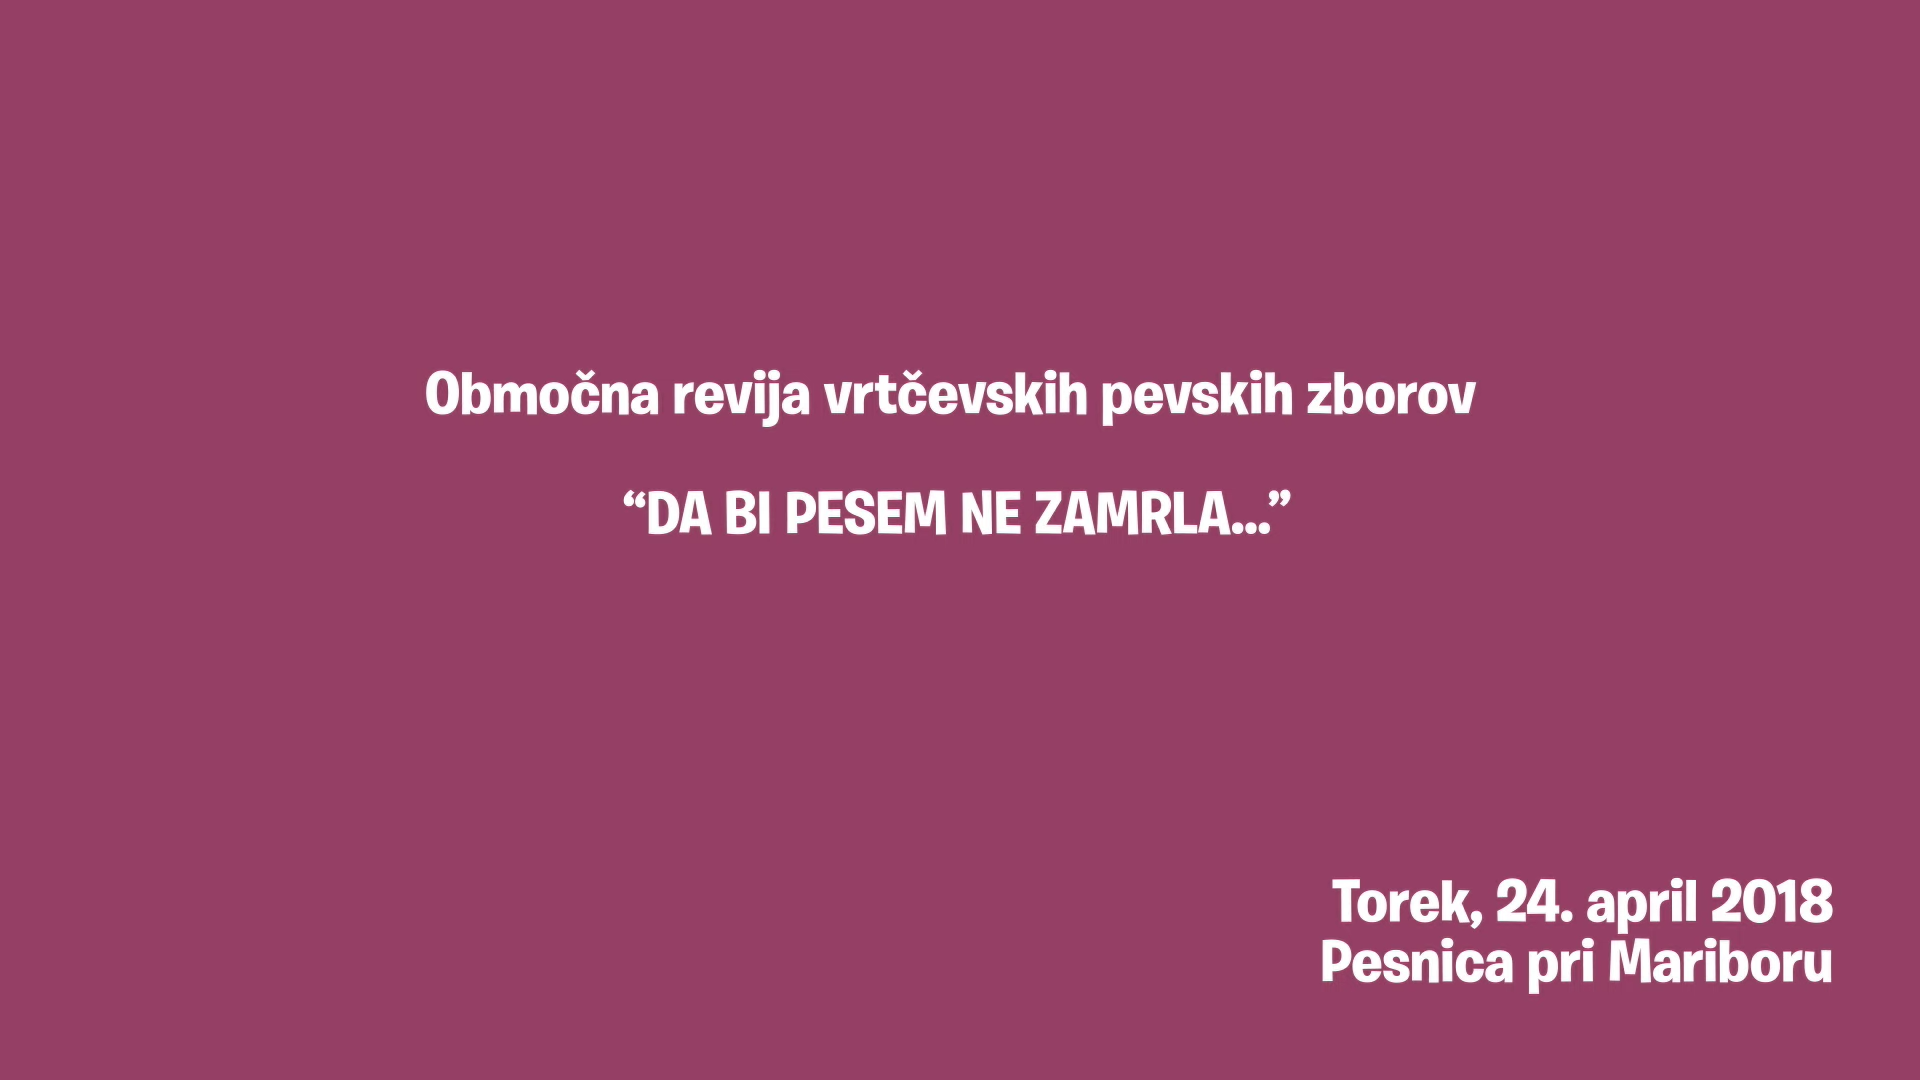 Območna revija vrtčevskih pevskih zborov
“DA BI PESEM NE ZAMRLA...”
Torek, 24. april 2018
Pesnica pri Mariboru